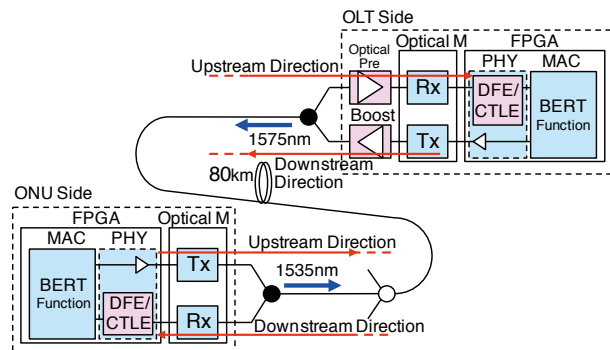 OLT Side
Optical Pre
Optical M
FPGA
Upstream Direction
PHY
MAC
Rx
DFE/
CTLE
BERT
Function
Boost
Tx
1575nm
Downstream
Direction
80km
ONU Side
FPGA
Optical M
MAC
PHY
Upstream Direction
BERT
Function
Tx
1535nm
DFE/
CTLE
Rx
Downstream Direction